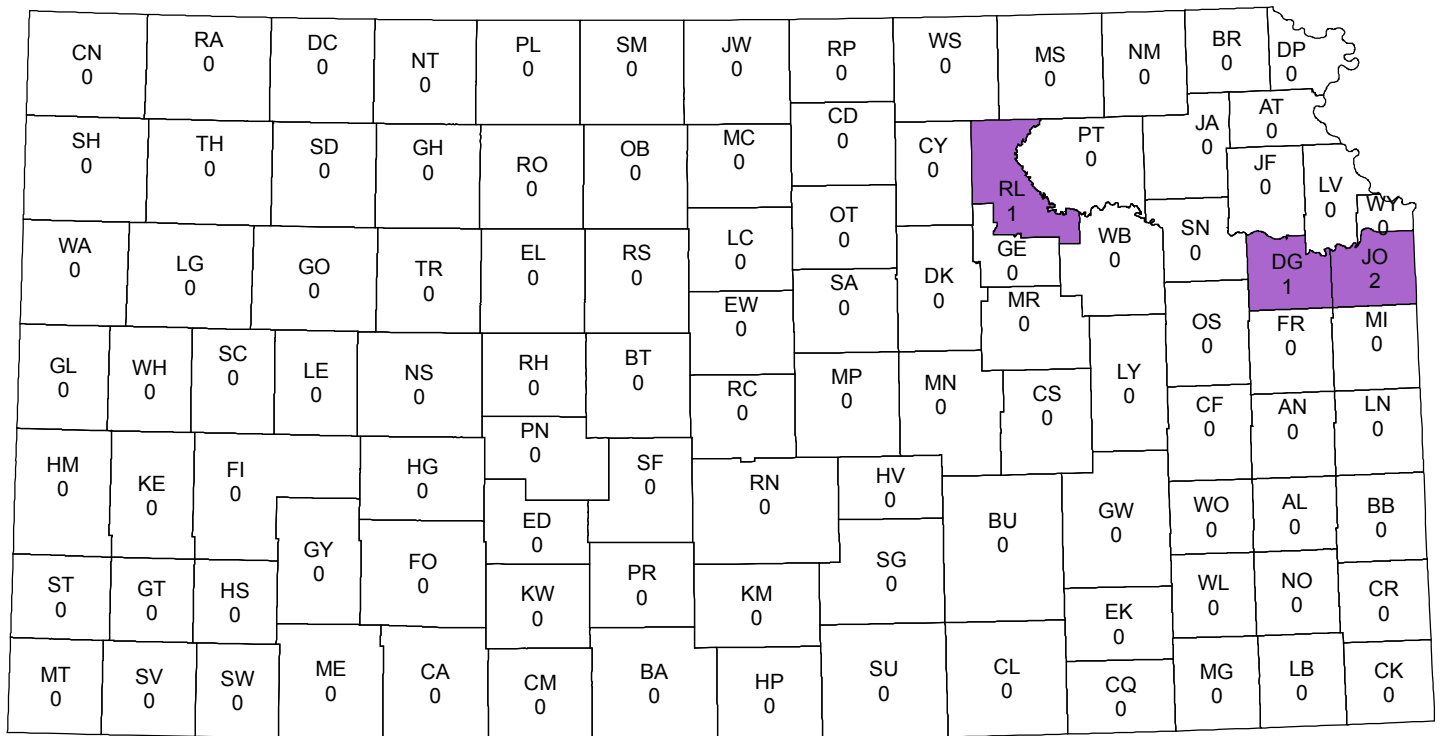 CN
0
RA
0
DC
0
NT
0
PL
0
SM
0
JW
0
RP
0
WS
0
MS
0
NM
0
BR
0
DP
0
SH
0
TH
0
SD
0
GH
0
RO
0
OB
0
MC
0
CD
0
CY
0
RL
1
PT
0
JA
0
AT
0
JF
0
LV
0
WY
0
WA
0
LG
0
GO
0
TR
0
EL
0
RS
0
LC
0
OT
0
EW
0
SA
0
DK
0
GE
0
WB
0
SN
0
DG
1
JO
2
MR
0
GL
0
WH
0
SC
0
LE
0
NS
0
RH
0
BT
0
RC
0
MP
0
MN
0
CS
0
LY
0
OS
0
FR
0
MI
0
CF
0
AN
0
LN
0
HM
0
KE
0
FI
0
HG
0
PN
0
SF
0
RN
0
HV
0
BU
0
GW
0
WO
0
AL
0
BB
0
GY
0
FO
0
ED
0
SG
0
ST
0
GT
0
HS
0
KW
0
PR
0
KM
0
EK
0
WL
0
NO
0
CR
0
MT
0
SV
0
SW
0
ME
0
CA
0
CM
0
BA
0
HP
0
SU
0
CL
0
CQ
0
MG
0
LB
0
CK
0